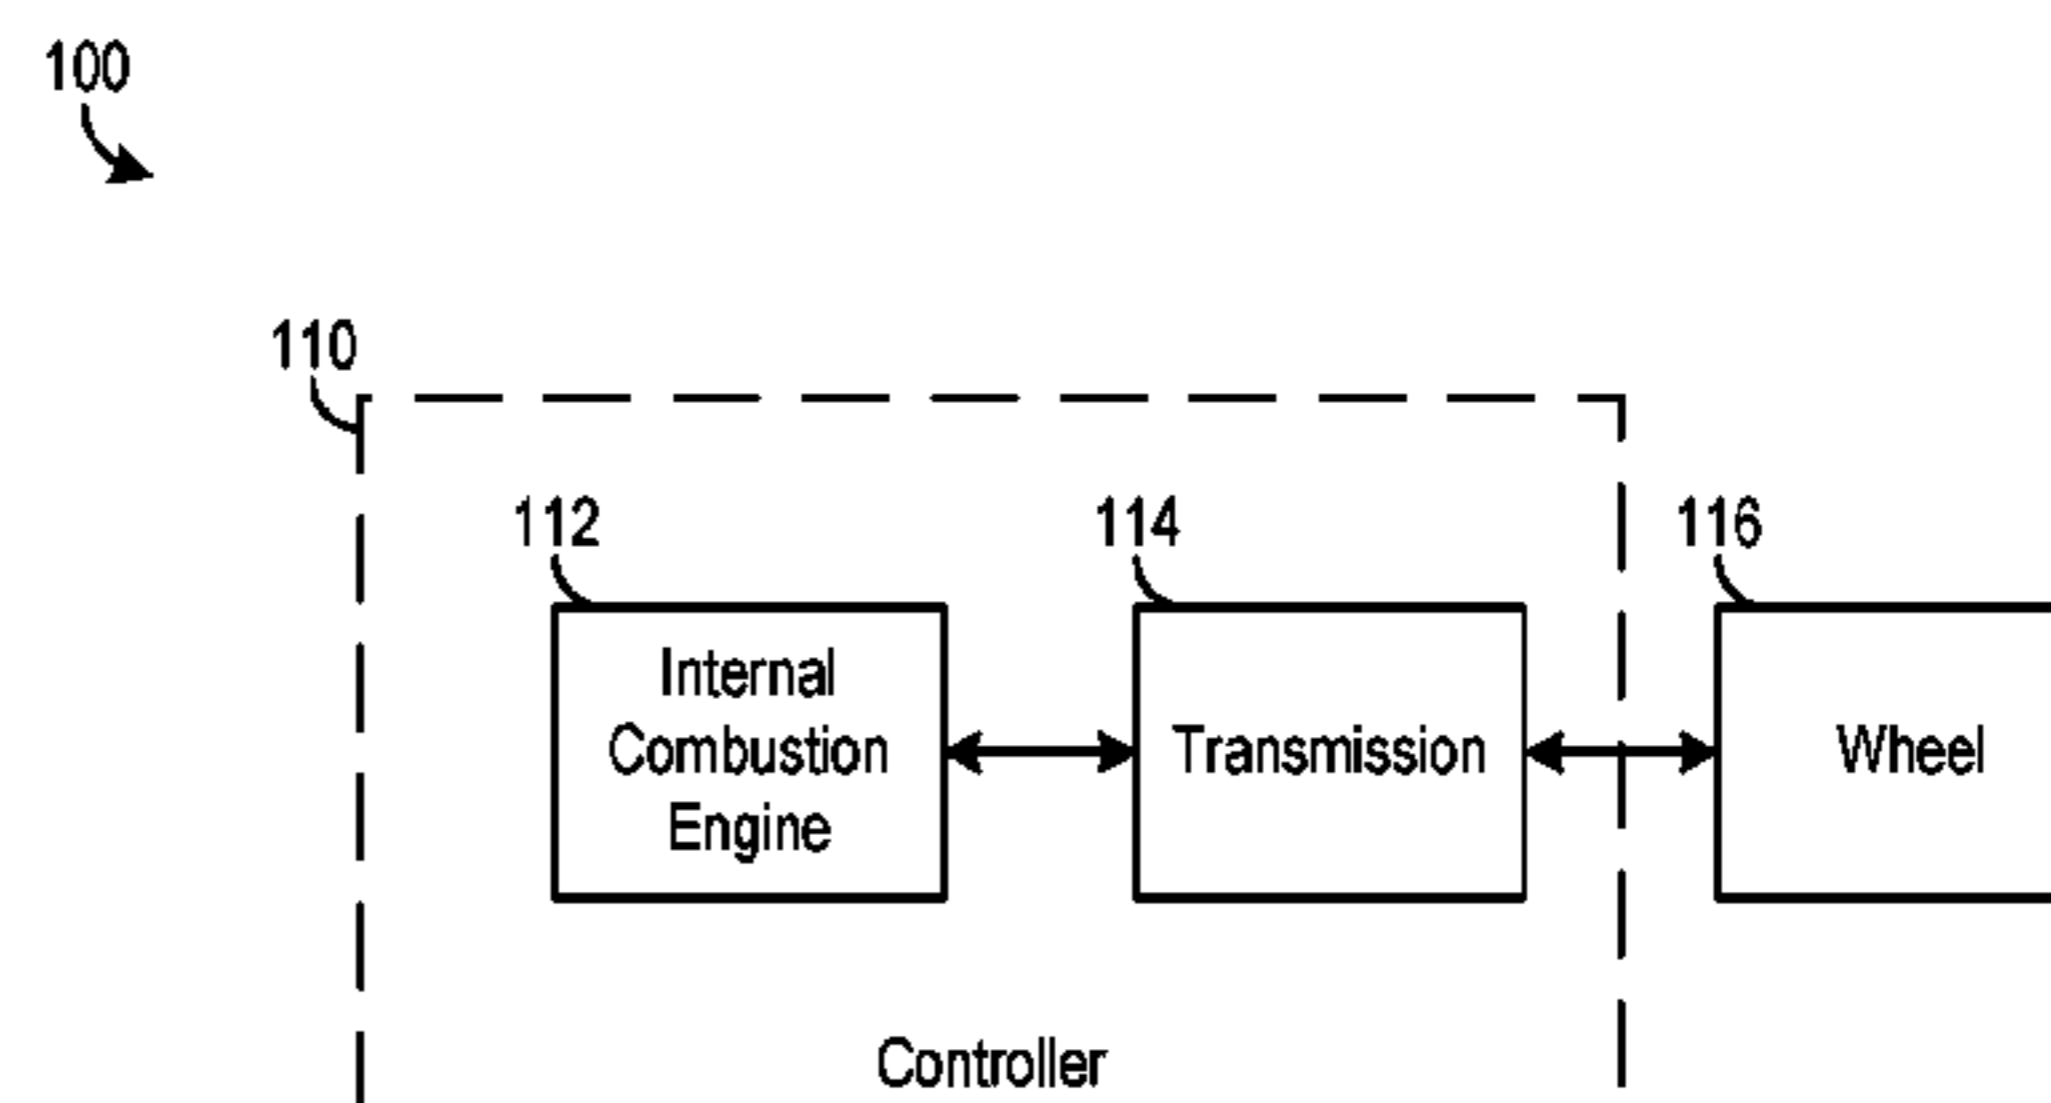 100
110
112
114
116
Internal
Combustion
Engine
Transmission
Wheel
Controller